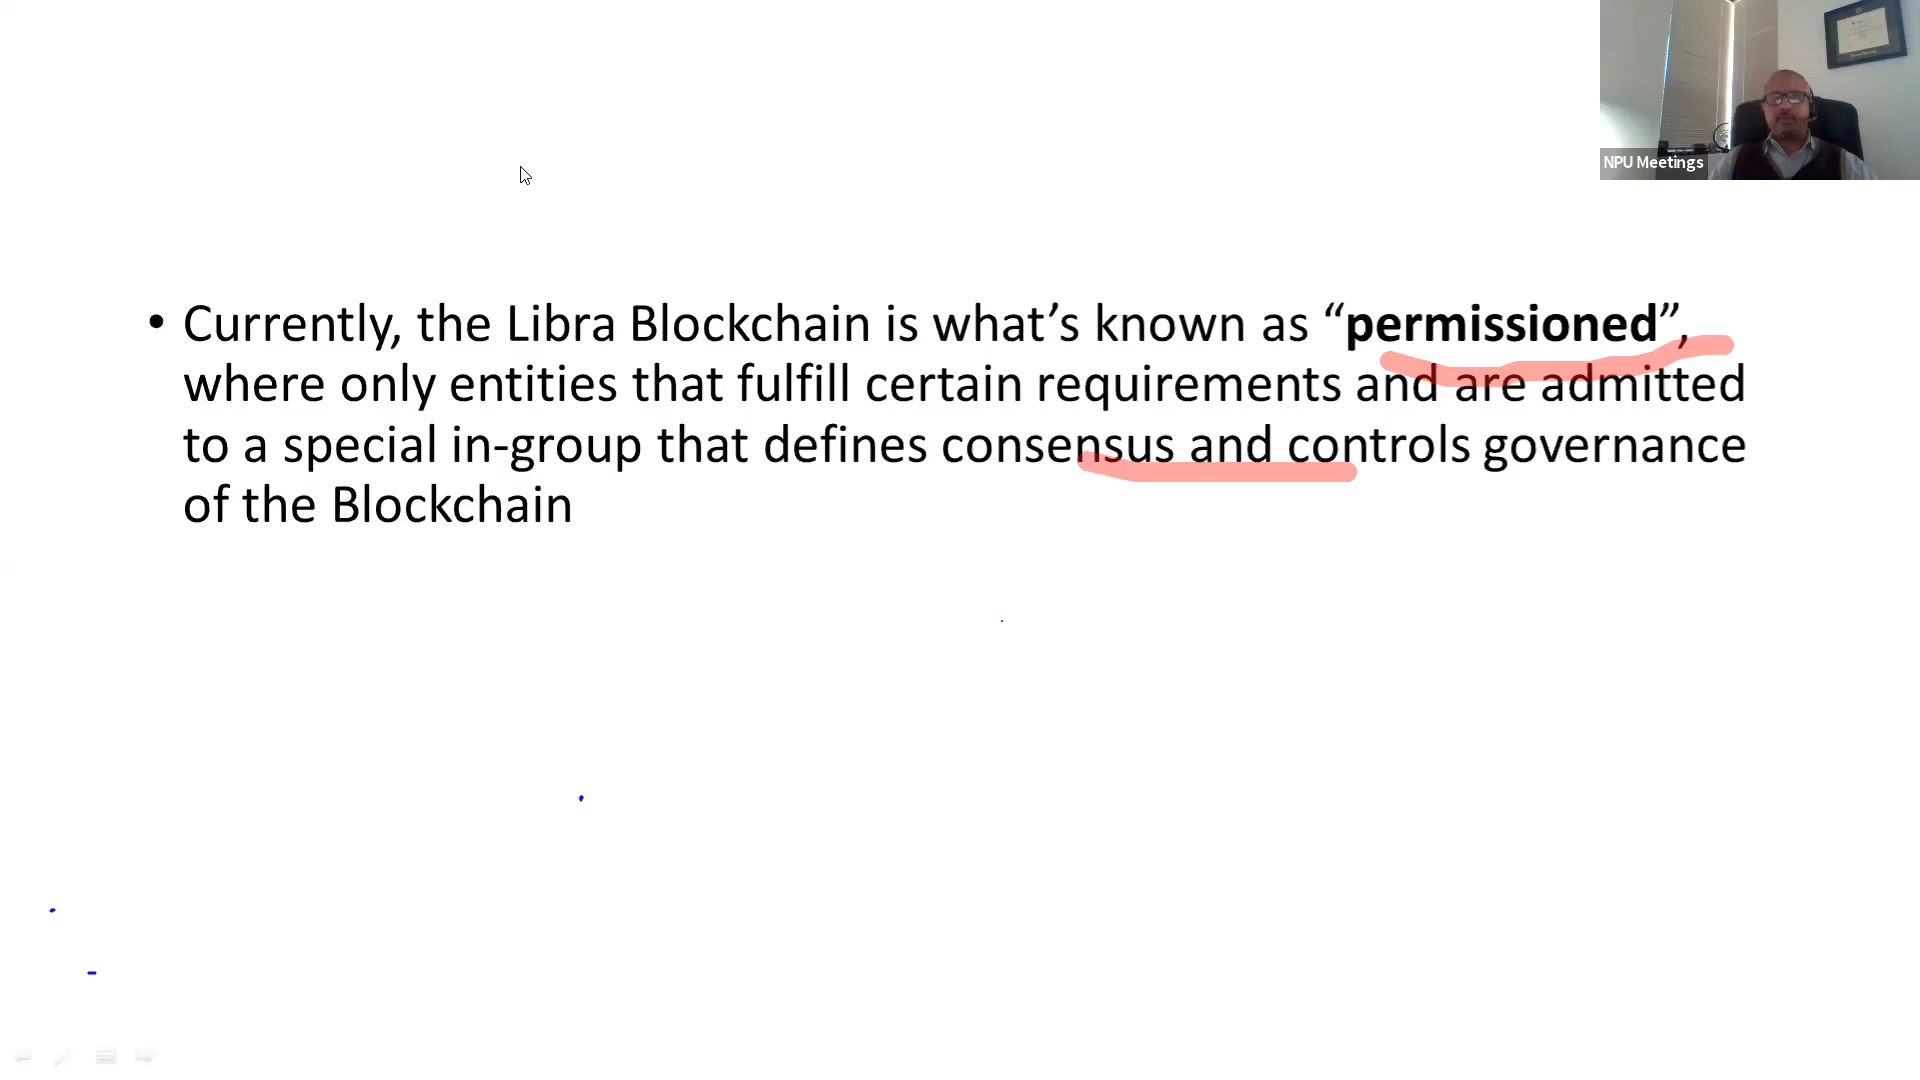 NPU Meetings
• Currently, the Libra Blockchain is what’s known as “permissioned”,
where only entities that fulfill certain requirements and are admitted
to a special in-group that defines consensus and controls governance
of the Blockchain